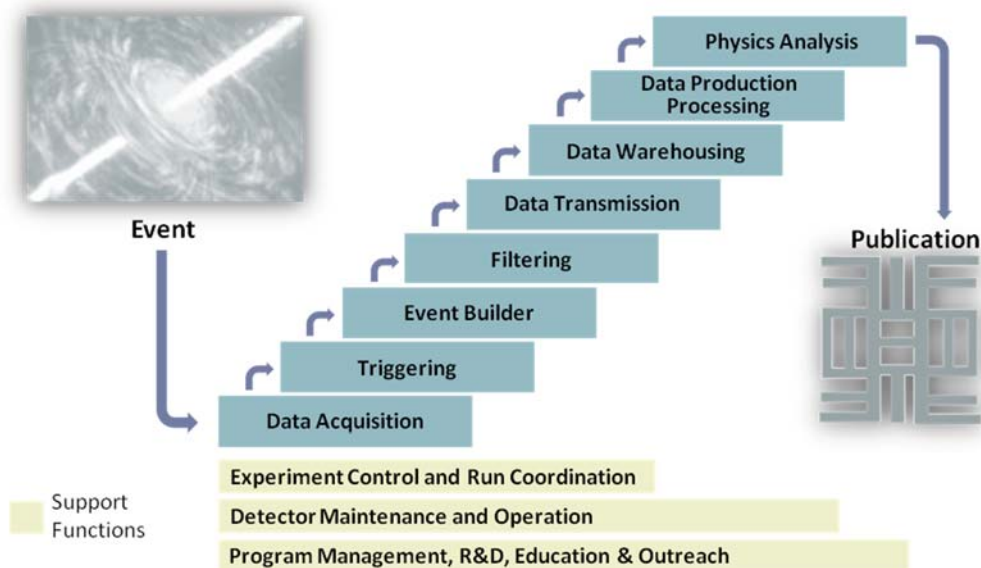 Physics Analysis
Data Production
Processing
Data Warehousing
Data Transmission
Event
Publication
Filtering
Event Builder
Triggering
Data Acquisition
Experiment Control and Run Coordination
Support
Functions
Detector Maintenance and Operation
Program Management, R&D, Education & Outreach